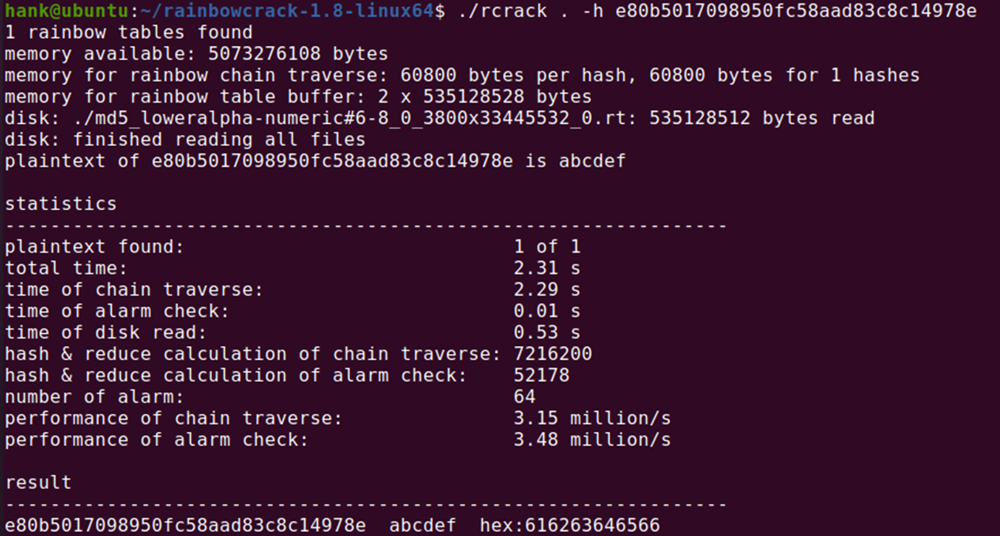 hank@ubuntu:~/rainbowcrack-1.8-linux64$ ./rcrack . -h e80b5017098950fc58aad83c8c14978e
1 rainbow tables found
memory available: 5073276108 bytes
memory for rainbow chain traverse: 60800 bytes per hash, 60800 bytes for 1 hashes
memory for rainbow table buffer: 2 x 535128528 bytes
disk: ./md5_loweralpha-numeric#6-8_0_3800x33445532_0.rt: 535128512 bytes read
disk: finished reading all files
plaintext of e80b5017098950fc58aad83c8c14978e is abcdef

statistics
----------------------------------------------------------------
plaintext found:                             1 of 1
total time:                                  2.31 s
time of chain traverse:                      2.29 s
time of alarm check:                         0.01 s
time of disk read:                           0.53 s
hash & reduce calculation of chain traverse: 7216200
hash & reduce calculation of alarm check:    52178
number of alarm:                             64
performance of chain traverse:               3.15 million/s
performance of alarm check:                  3.48 million/s

result
----------------------------------------------------------------
e80b5017098950fc58aad83c8c14978e  abcdef  hex:616263646566